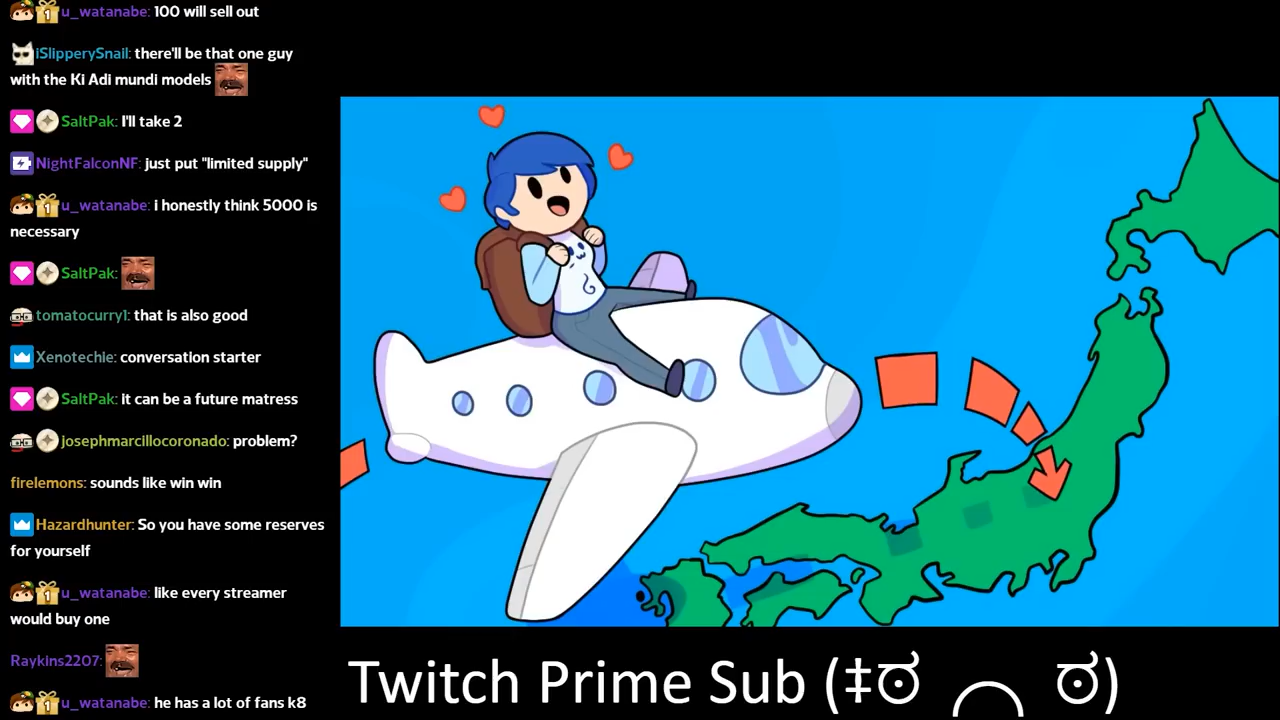 u_watanabe: 100 will sell out
iSlipperySnail: there'll be that one guy
with the Ki Adi mundi models
SaltPak: I'll take 2
NightFalconNF: just put "limited supply"
u_watanabe: i honestly think 5000 is
necessary
SaltPak:
tomatocurry1: that is also good
Xenotechie: conversation starter
SaltPak: it can be a future matress
josephmarcillocoronado: problem?
firelemons: sounds like win win
Hazardhunter: So you have some reserves
for yourself
u_watanabe: like every streamer
would buy one
Raykins2207:
u_watanabe: he has a lot of fans k8
Twitch Prime Sub (‡ಠ ╭╮ ಠ)